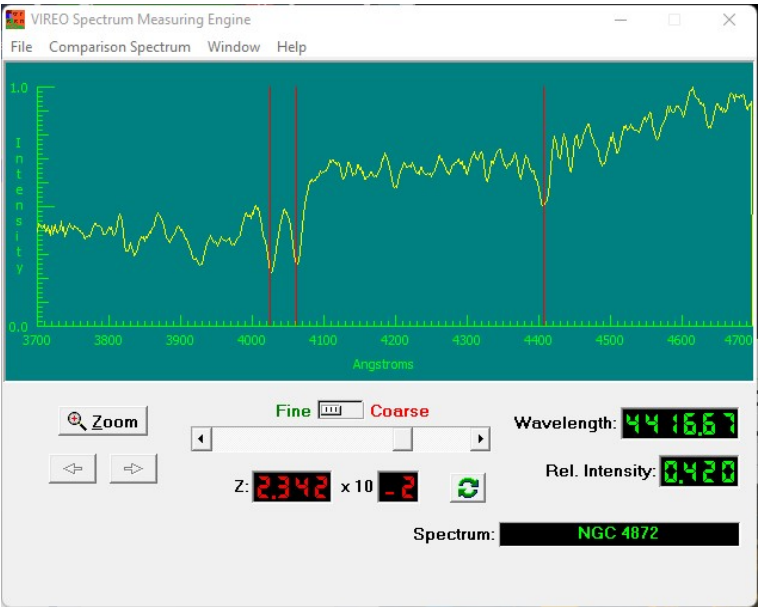 VIREO Spectrum Measuring Engine
File Comparison Spectrum Window Help
1.0
Intensity
0.0
3700 3800 3900 4000 4100 4200 4300 4400 4500 4600 4700
Angstroms
Fine Coarse
Zoom
Wavelength: 4416.67
Rel. Intensity: 0.420
Z: 2.342 x 10 -2
Spectrum: NGC 4872